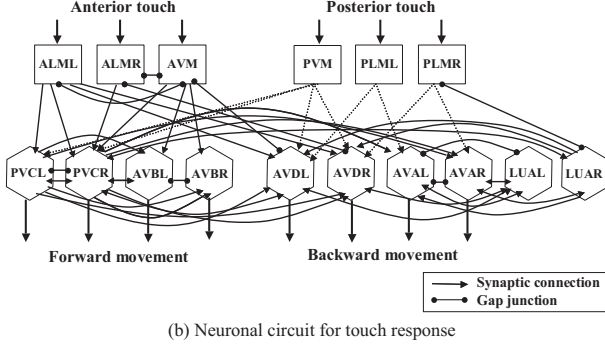 Anterior touch Posterior touch
ALML ALMR AVM PVM PLML PLMR
PVCL PVCR AVBL AVBR AVDL AVDR AVAL AVAR LUAL LUAR
Forward movement Backward movement
Synaptic connection
Gap junction
(b) Neuronal circuit for touch response